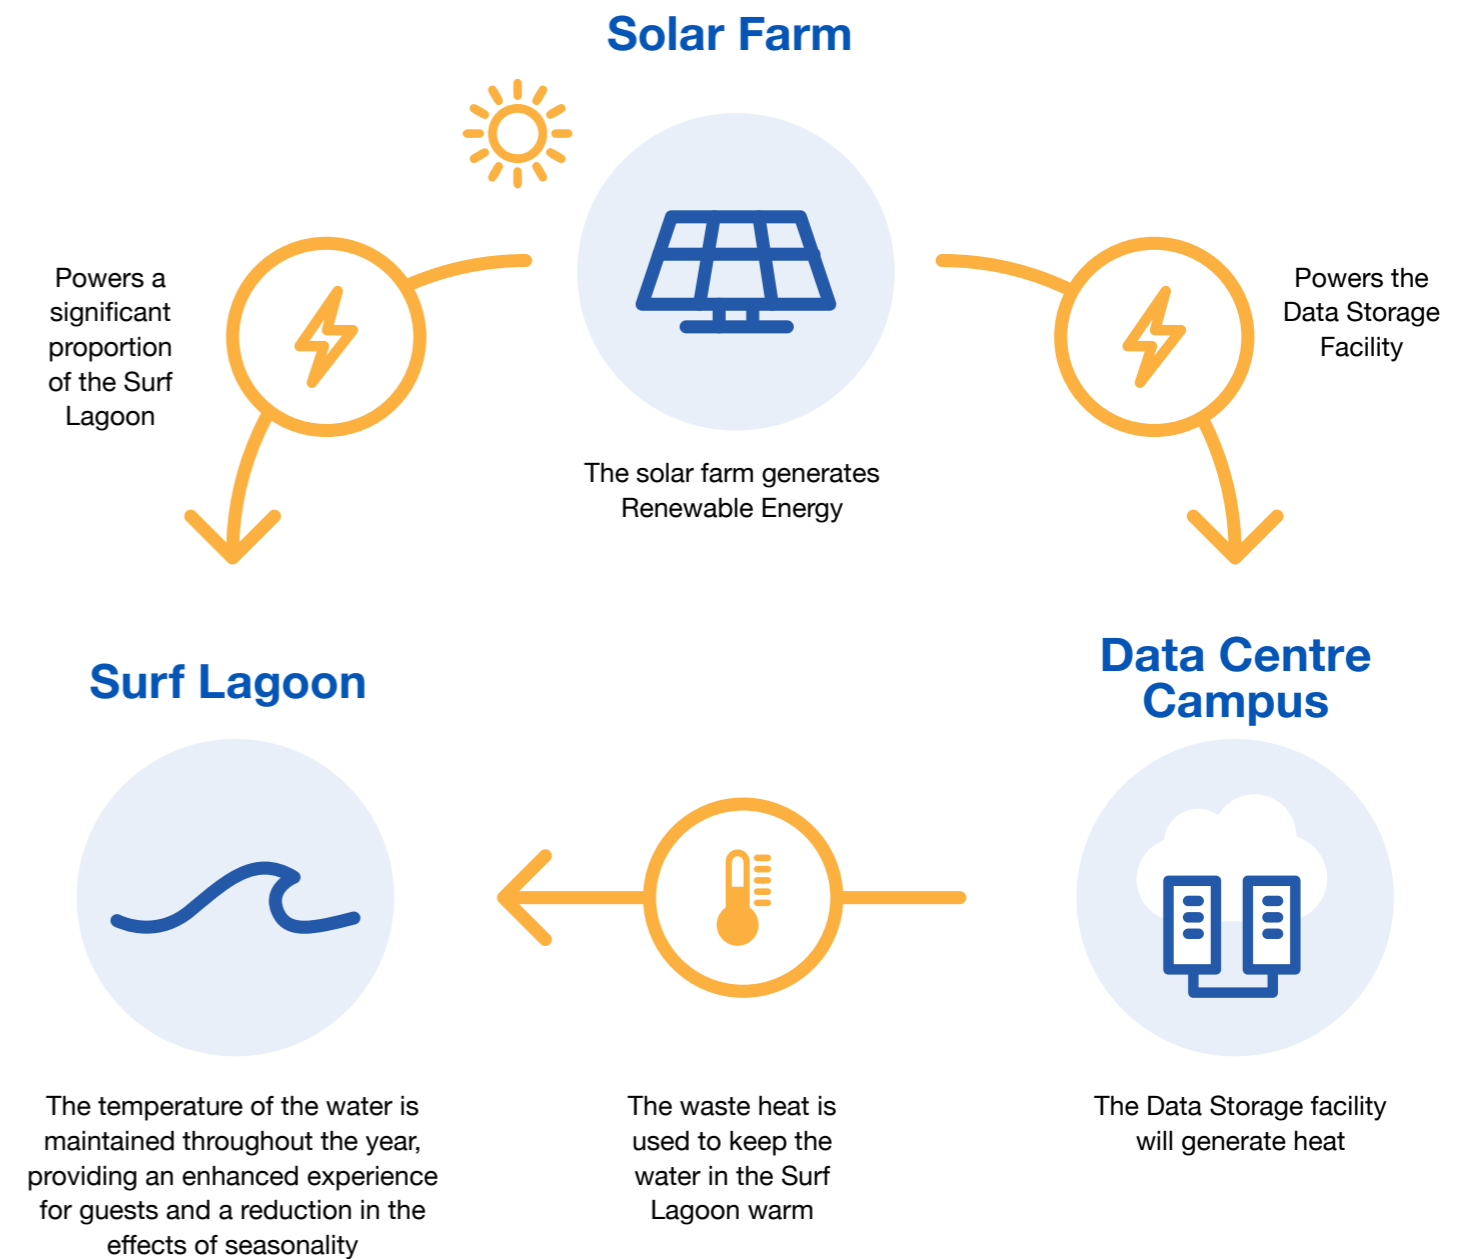 Solar Farm
Powers a
significant
proportion
of the Surf
Lagoon
Powers the
Data Storage
Facility
The solar farm generates
Renewable Energy
Surf Lagoon
Data Centre
Campus
The temperature of the water is
maintained throughout the year,
providing an enhanced experience
for guests and a reduction in the
effects of seasonality
The waste heat is
used to keep the
water in the Surf
Lagoon warm
The Data Storage facility
will generate heat